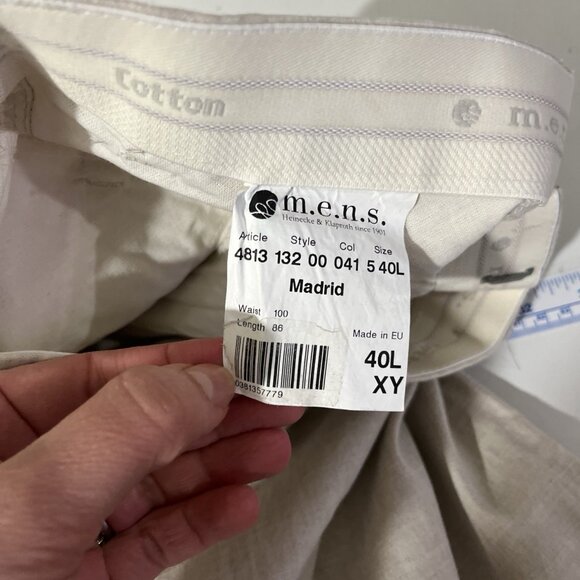 Cotton
m.e.
m.e.n.s.
Heinecke & Klaproth since 1901
Article Style Col Size
4813 132 00 041 5 40L
Madrid
Waist 100
Length 86
Made in EU
40L
XY
0381357779